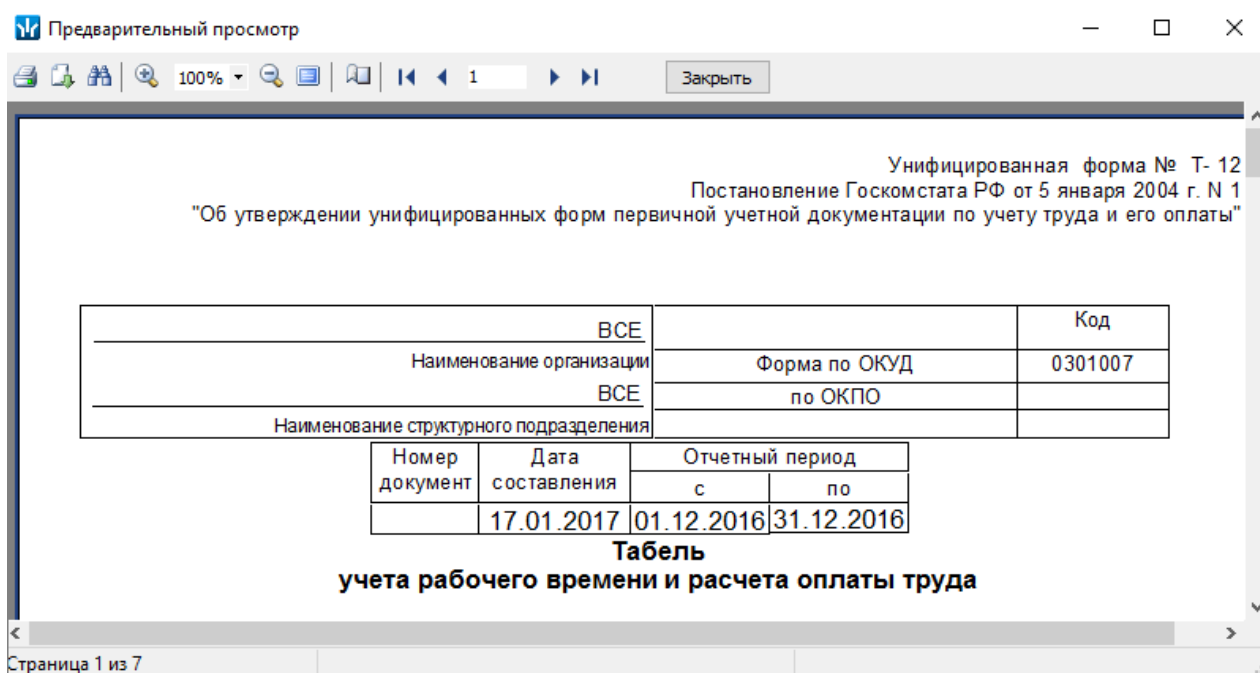 Предварительный просмотр
100% 1 Закрыть
Унифицированная форма № Т- 12
Постановление Госкомстата РФ от 5 января 2004 г. N 1
"Об утверждении унифицированных форм первичной учетной документации по учету труда и его оплаты"
ВСЕ Код
Наименование организации Форма по ОКУД 0301007
ВСЕ по ОКПО
Наименование структурного подразделения
Номер Дата Отчетный период
документ составления с по
17.01.2017 01.12.2016 31.12.2016
Табель
учета рабочего времени и расчета оплаты труда
Страница 1 из 7